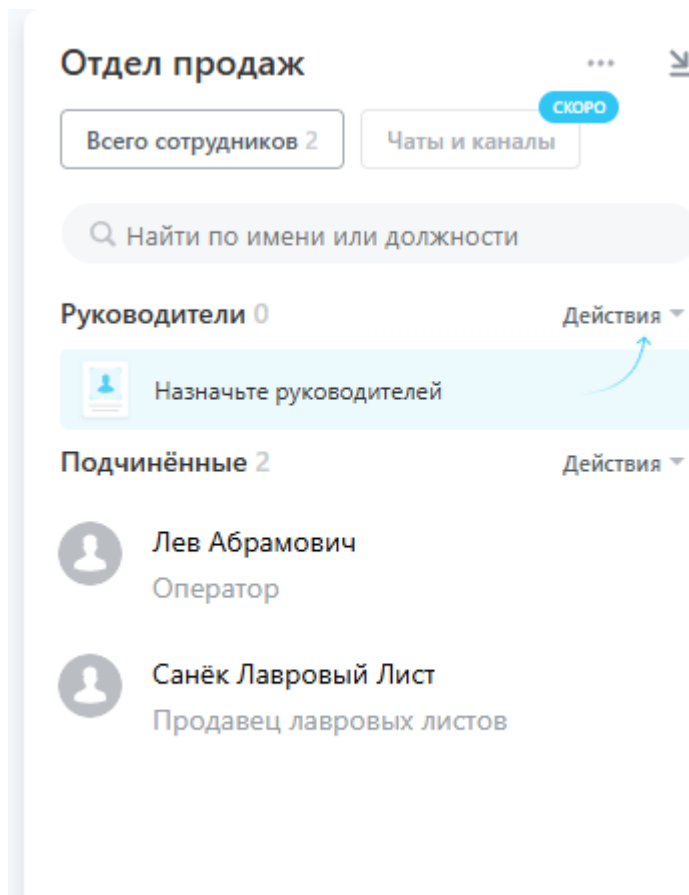 Отдел продаж
СКОРО
Всего сотрудников 2 Чаты и каналы
Найти по имени или должности
Руководители 0 Действия
Назначьте руководителей
Подчинённые 2 Действия
Лев Абрамович
Оператор
Санёк Лавровый Лист
Продавец лавровых листов